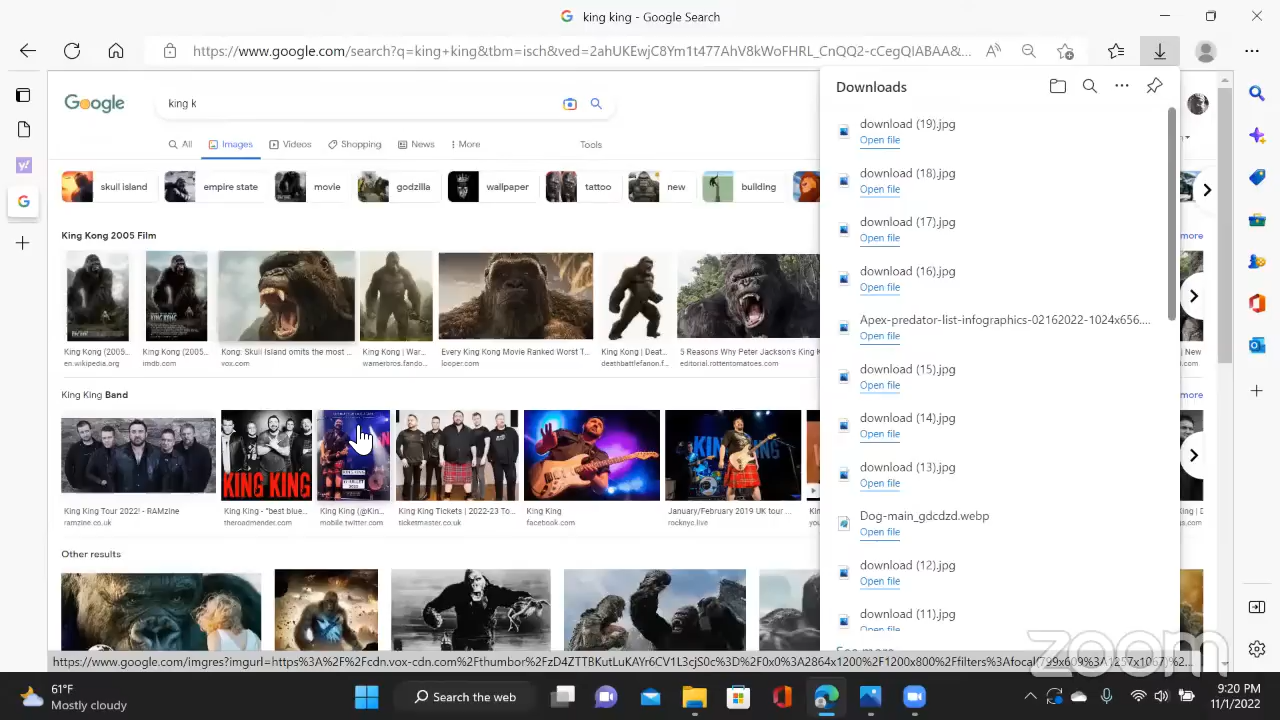 king king - Google Search
https://www.google.com/search?q=king+king&tbm=isch&ved=2ahUKEwjC8Ym1t477AhV8kWoFHRL_CnQQ2-cCegQIABAA&...
Downloads
Google
king k
All
Images
Videos
Shopping
News
More
Tools
skull island
empire state
movie
godzilla
wallpaper
tattoo
new
building
download (19).jpg
Open file
download (18).jpg
Open file
download (17).jpg
Open file
download (16).jpg
Open file
Apex-predator-list-infographics-02162022-1024x656....
Open file
download (15).jpg
Open file
download (14).jpg
Open file
download (13).jpg
Open file
Dog-main_gdcdzd.webp
Open file
download (12).jpg
Open file
download (11).jpg
Open file
See more
King Kong 2005 Film
more
King Kong (2005...
en.wikipedia.org
King Kong (2005..
imdb.com
Kong: Skull Island omits the most ...
vox.com
King Kong | War...
warnerbros.fando...
Every King Kong Movie Ranked Worst T...
looper.com
King Kong | Deat...
deathbattlefanon.f...
5 Reasons Why Peter Jackson's King K
editorial.rottentomatoes.com
| New
King King Band
more
KING KING
King King Tour 2022! - RAMzine
ramzine.co.uk
King King - "best blue...
theroadmender.com
King King (@Kin...
mobile.twitter.com
King King Tickets | 2022-23 To...
ticketmaster.co.uk
King King
facebook.com
January/February 2019 UK tour ...
rocknyc.live
Other results
zoom
61°F
Mostly cloudy
Search the web
9:20 PM
11/1/2022